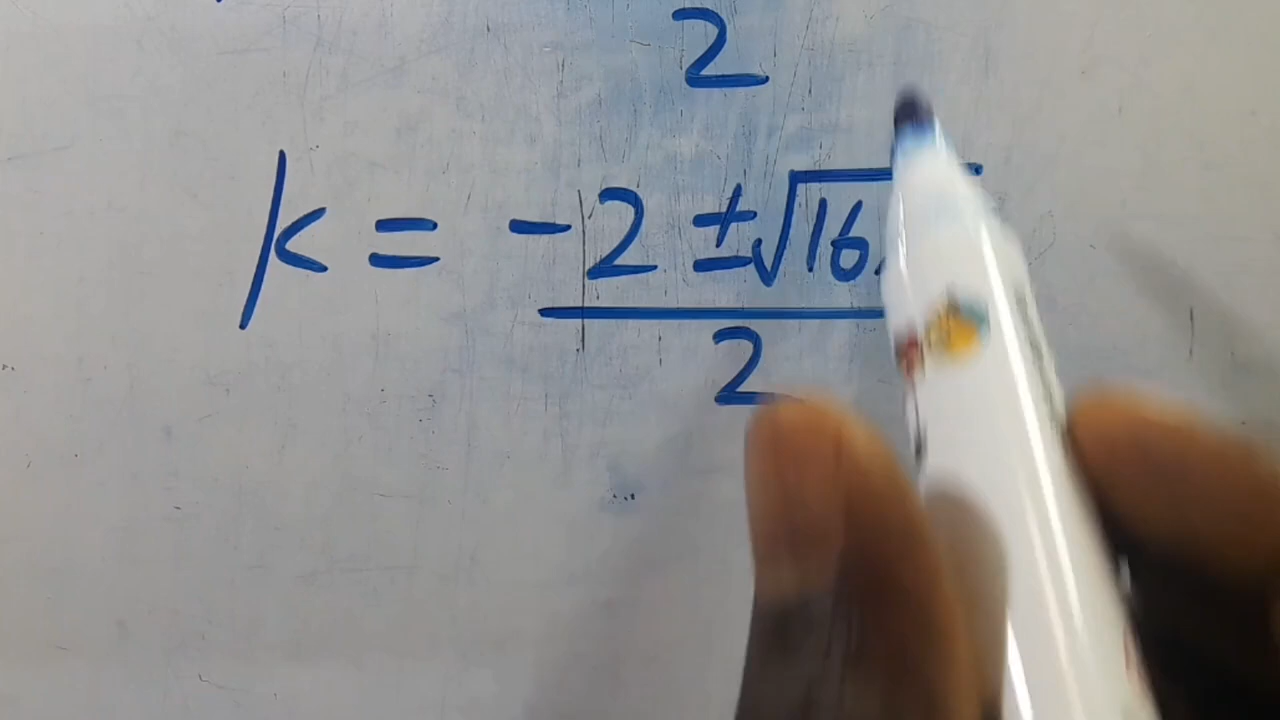 2
k = -2 ± √16
2